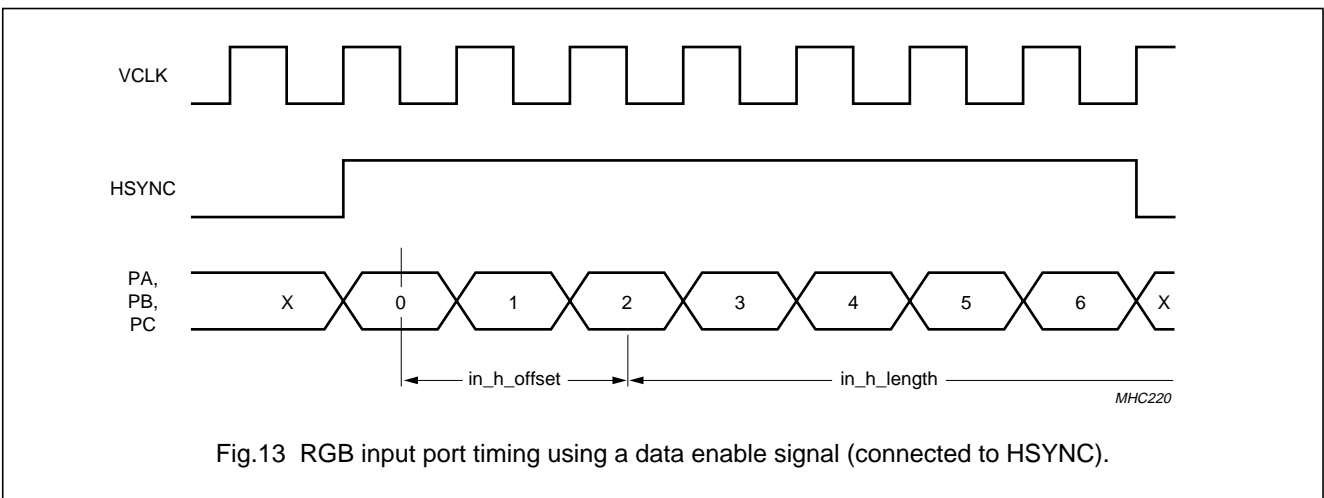 VCLK
HSYNC
PA,
PB,
PC
X 0 1 2 3 4 5 6 X
in_h_offset in_h_length
MHC220
Fig.13 RGB input port timing using a data enable signal (connected to HSYNC).